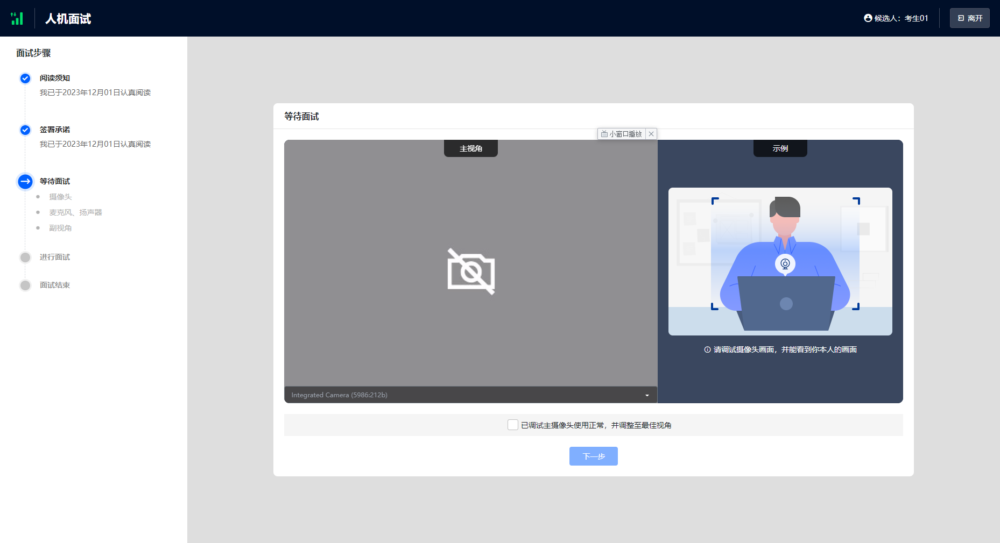 人机面试
候选人：考生01
离开
面试步骤
阅读须知
我已于2023年12月01日认真阅读
签署承诺
我已于2023年12月01日认真阅读
等待面试
摄像头
麦克风、扬声器
副视角
进行面试
面试结束
等待面试
小窗口播放
主视角
示例
请调试摄像头画面，并能看到你本人的画面
Integrated Camera (5986:212b)
已调试主摄像头使用正常，并调整至最佳视角
下一步